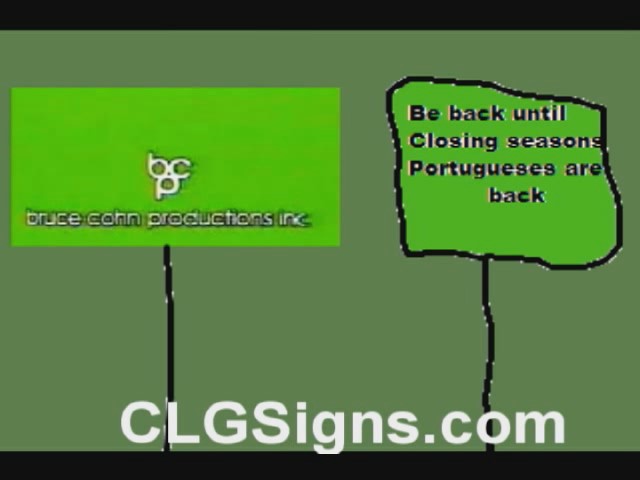 bcp
bruce cohn productions inc.
Be back until
Closing seasons
Portugueses are
back
CLGSigns.com